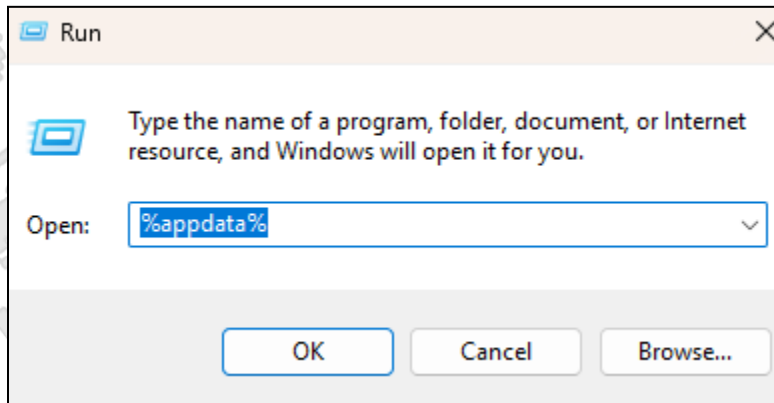 Run
Type the name of a program, folder, document, or Internet
resource, and Windows will open it for you.
Open: %appdata%
OK Cancel Browse...